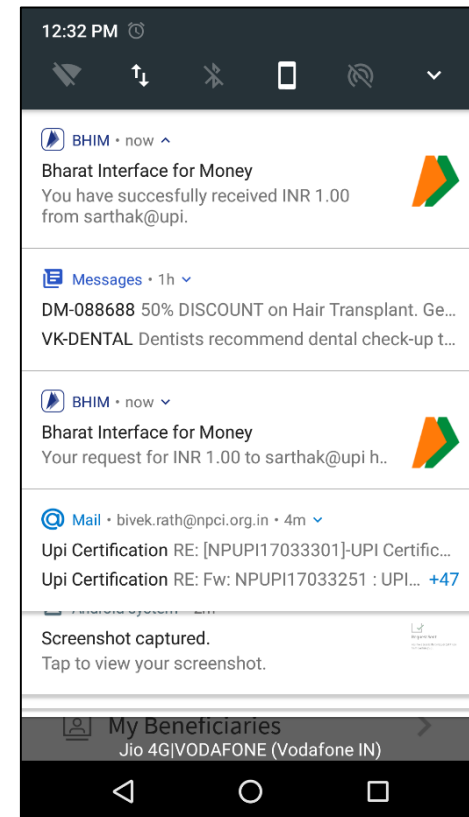 12:32 PM
BHIM • now
Bharat Interface for Money
You have succesfully received INR 1.00
from sarthak@upi.
Messages • 1h
DM-088688 50% DISCOUNT on Hair Transplant. Ge...
VK-DENTAL Dentists recommend dental check-up t...
BHIM • now
Bharat Interface for Money
Your request for INR 1.00 to sarthak@upi h..
Mail • bivek.rath@npci.org.in • 4m
Upi Certification RE: [NPUPI17033301]-UPI Certific...
Upi Certification RE: Fw: NPUPI17033251 : UPI... +47
Android System • 2m
Screenshot captured.
Tap to view your screenshot.
My Beneficiaries
Jio 4G|VODAFONE (Vodafone IN)